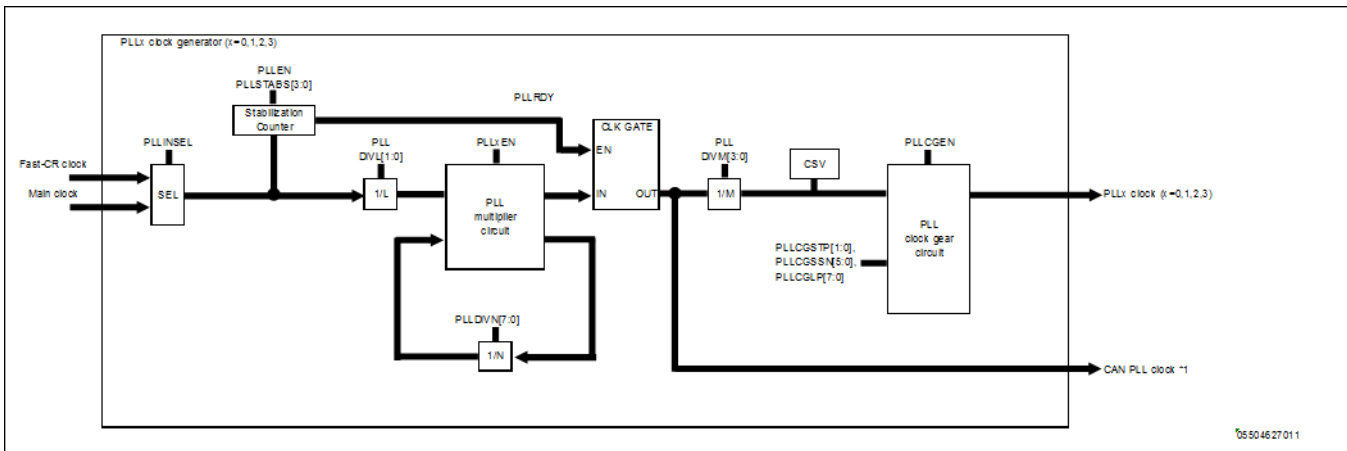 PLLx clock generator (x=0,1,2,3)
PLLEN
PLLSTABS[3:0]
Stabilization
Counter
PLLRDY
CLK GATE
EN
IN
OUT
PLLINSEL
Fast-CR clock
Main clock
SEL
PLL
DIVL[1:0]
1/L
PLLxEN
PLL
multiplier
circuit
PLLDIVN[7:0]
1/N
PLL
DIVM[3:0]
1/M
CSV
PLLCGEN
PLL
clock gear
circuit
PLLCGSTP[1:0],
PLLCGSSN[5:0],
PLLCGLP[7:0]
PLLx clock (x=0,1,2,3)
CAN PLL clock *1
05504627011